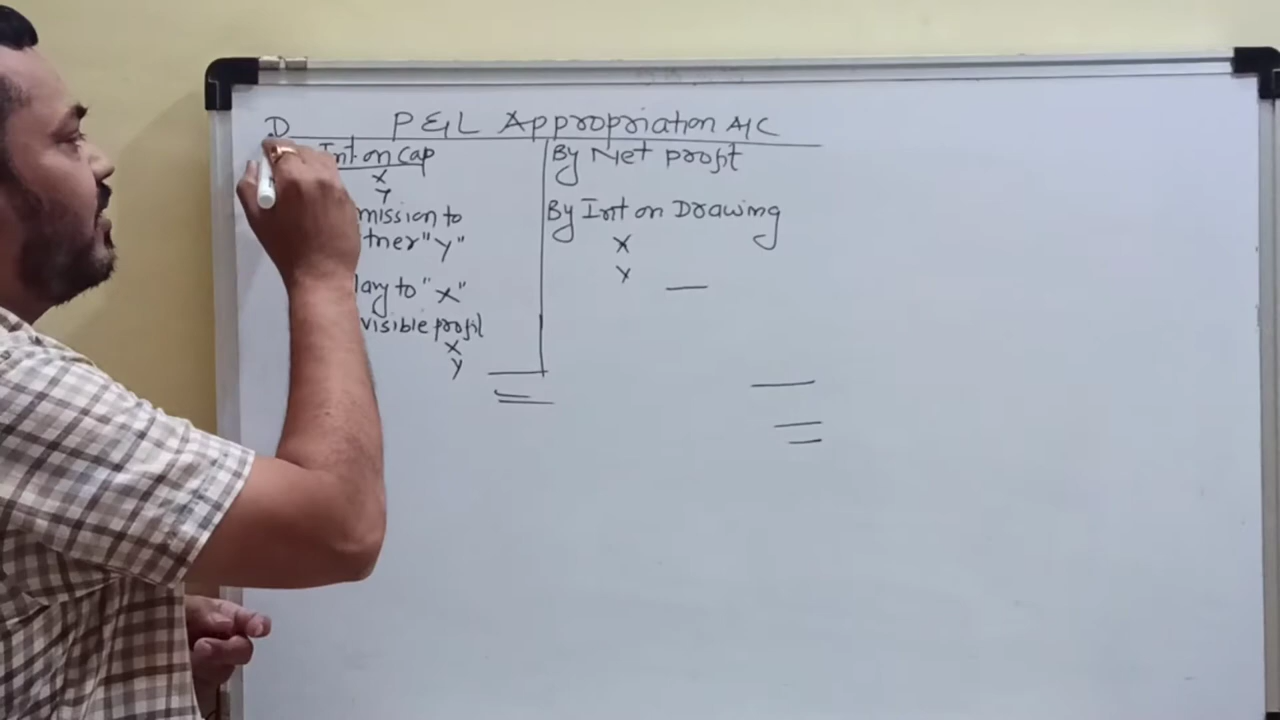 D P & L Appropriation A/C
Int on Cap
X
Y
mission to
tner "Y"
lary to "X"
visible profit
X
Y
By Net profit
By Int on Drawing
X
Y